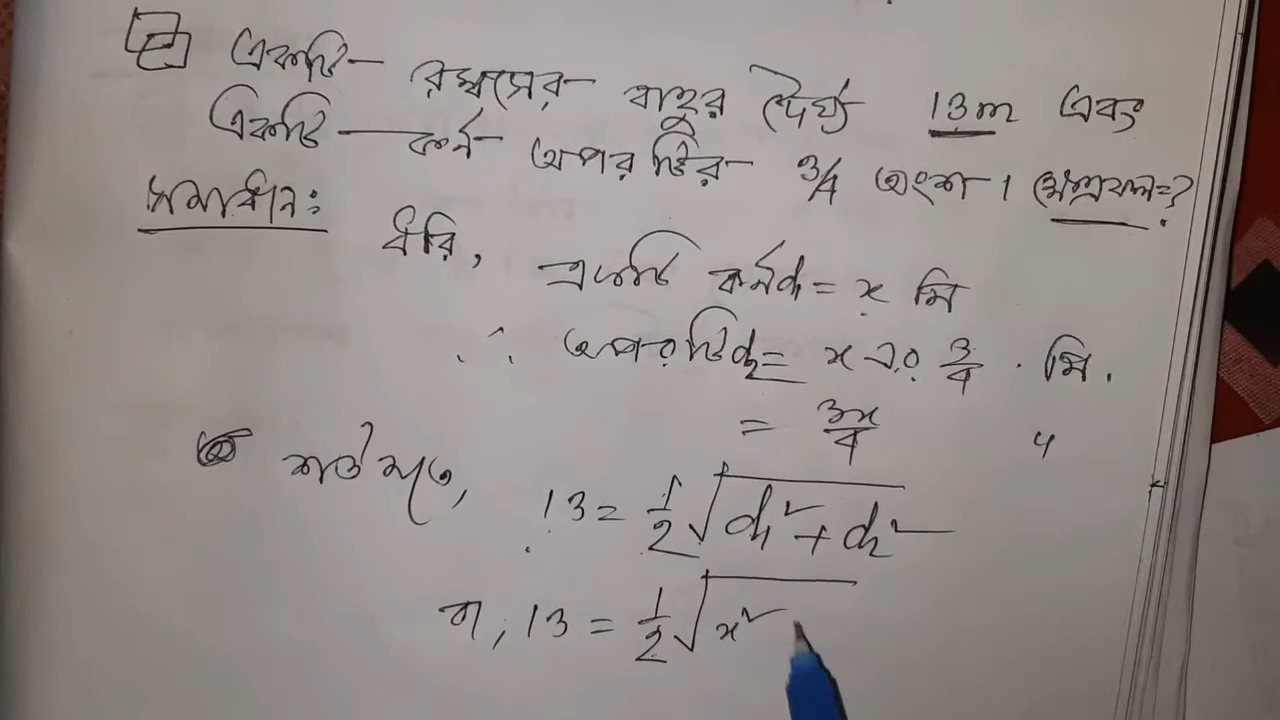 একটি রম্বসের বাহুর দৈর্ঘ্য 13m এবং
একটি কর্ন অপরটির 3/4 অংশ। ক্ষেত্রফল=?
সমাধান:
ধরি, একটি কর্ন d₁ = x মি
∴ অপরটি d₂ = x এর 3/4 মি.
= 3x/4 "
শর্তমতে, 13 = 1/2 √(d₁² + d₂²)
বা, 13 = 1/2 √(x²